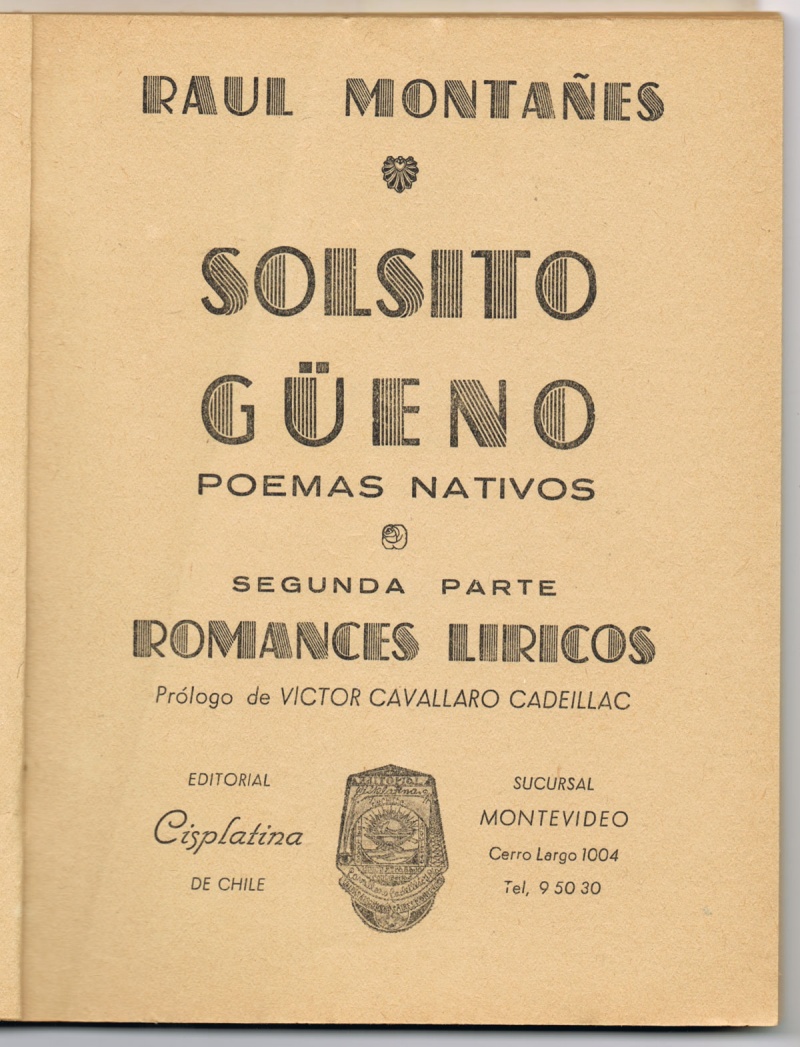 RAUL MONTAÑES
SOLSITO
GÜENO
POEMAS NATIVOS
SEGUNDA PARTE
ROMANCES LIRICOS
Prólogo de VICTOR CAVALLARO CADEILLAC
EDITORIAL
Cisplatina
DE CHILE
EDITORIAL
SUCURSAL
MONTEVIDEO
Cerro Largo 1004
Tel, 9 50 30